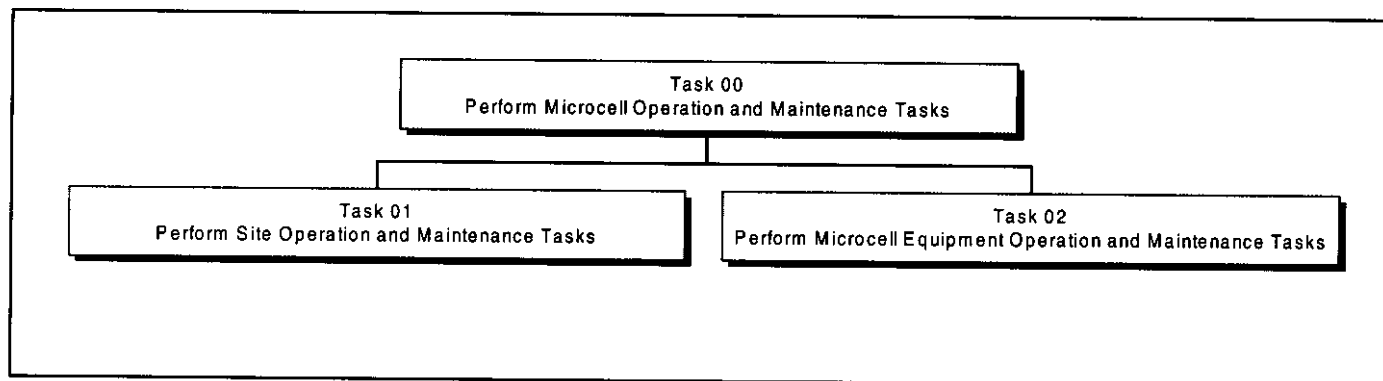 Task 00
Perform Microcell Operation and Maintenance Tasks
Task 01
Perform Site Operation and Maintenance Tasks
Task 02
Perform Microcell Equipment Operation and Maintenance Tasks